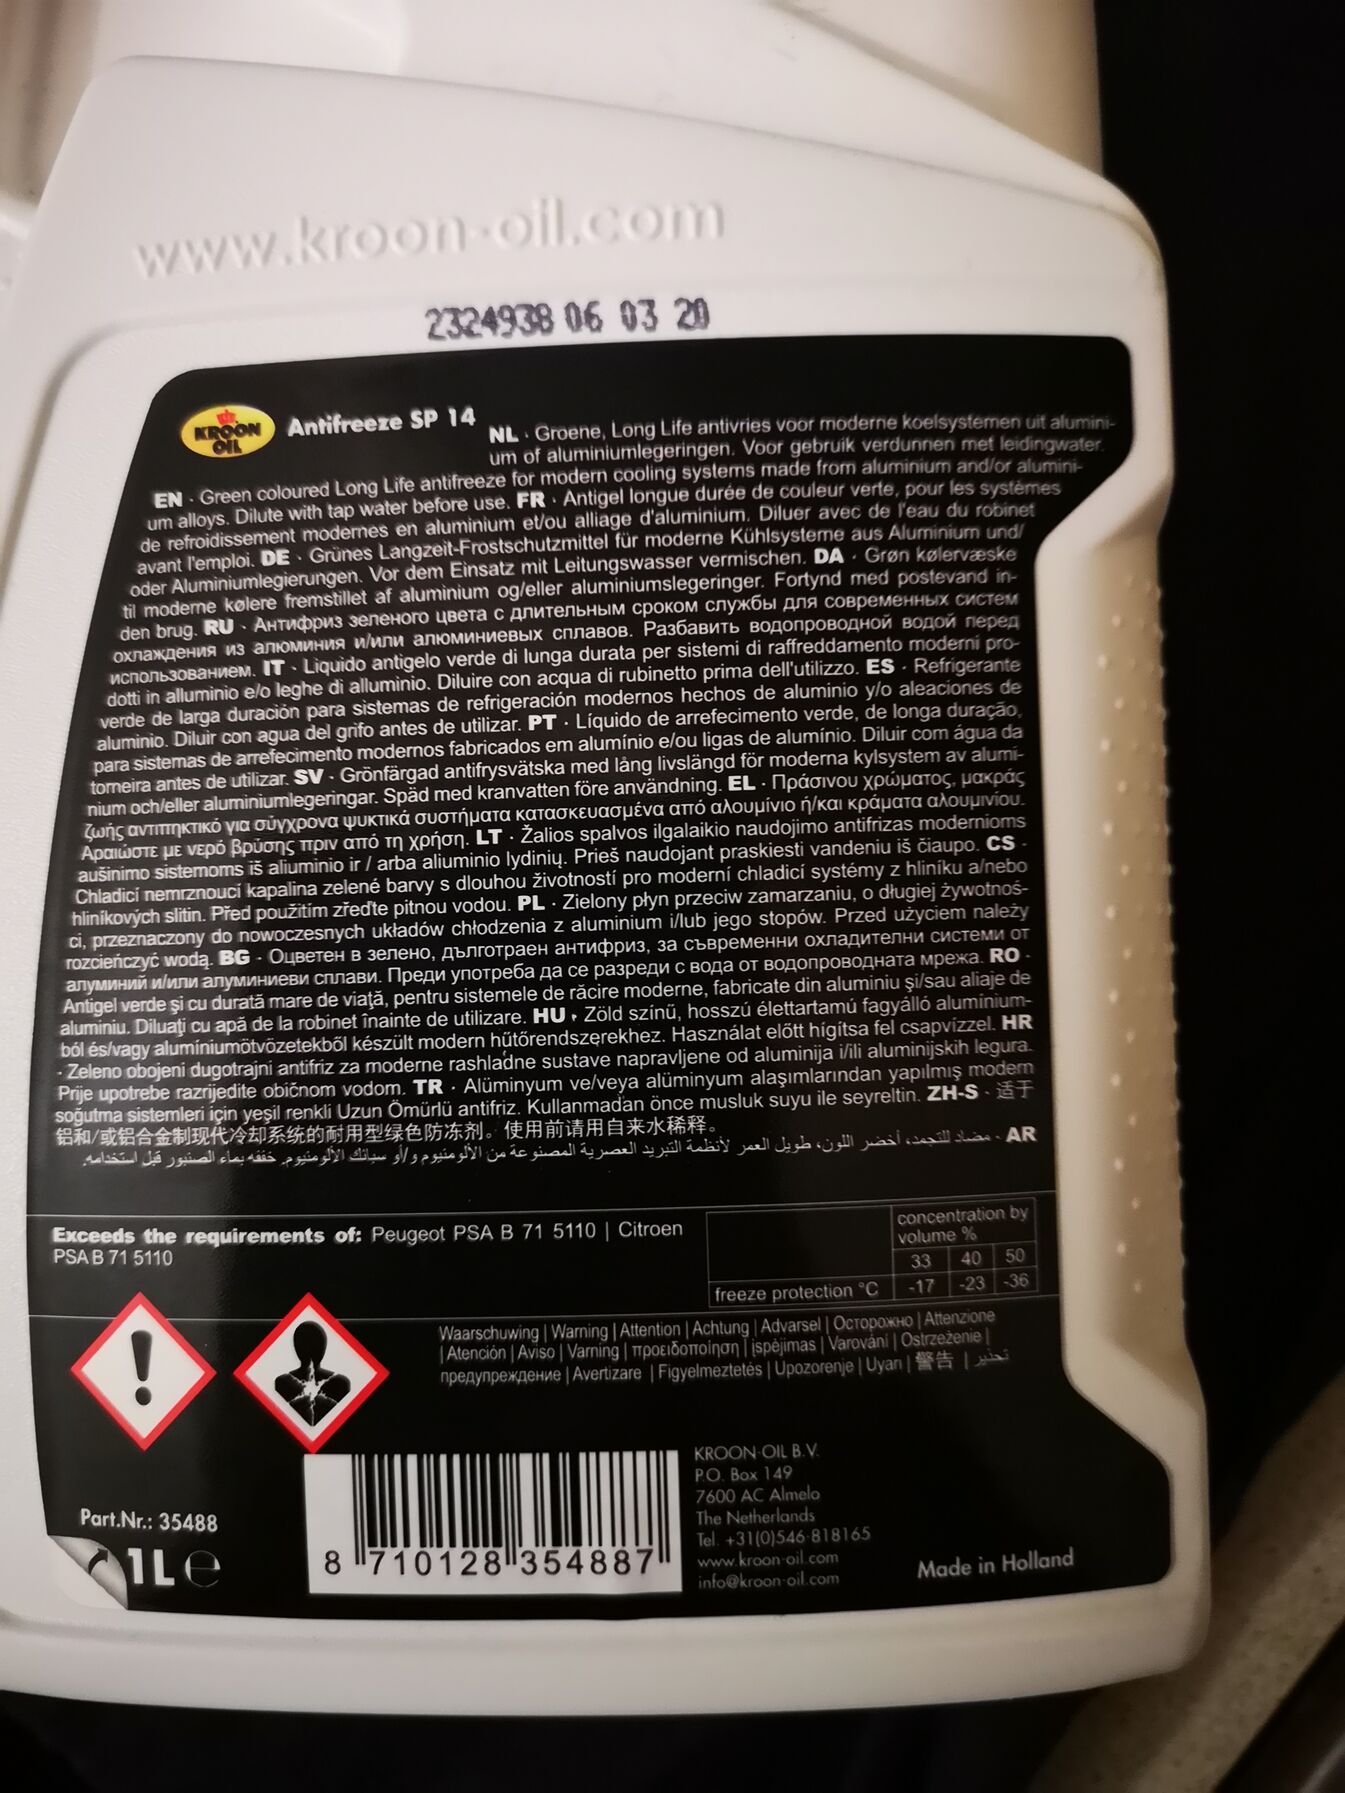 www.kroon-oil.com
2324938 06 03 20
KROON OIL
Antifreeze SP 14
NL · Groene, Long Life antivries voor moderne koelsystemen uit alumini-
um of aluminiumlegeringen. Voor gebruik verdunnen met leidingwater.
EN · Green coloured Long Life antifreeze for modern cooling systems made from aluminium and/or alumini-
um alloys. Dilute with tap water before use. FR · Antigel longue durée de couleur verte, pour les systèmes
de refroidissement modernes en aluminium et/ou alliage d'aluminium. Diluer avec de l'eau du robinet
avant l'emploi. DE · Grünes Langzeit-Frostschutzmittel für moderne Kühlsysteme aus Aluminium und/
oder Aluminiumlegierungen. Vor dem Einsatz mit Leitungswasser vermischen. DA · Grøn kølervæske
til moderne kølere fremstillet af aluminium og/eller aluminiumslegeringer. Fortynd med postevand in-
den brug. RU · Антифриз зеленого цвета с длительным сроком службы для современных систем
охлаждения из алюминия и/или алюминиевых сплавов. Разбавить водопроводной водой перед
использованием. IT · Liquido antigelo verde di lunga durata per sistemi di raffreddamento moderni pro-
dotti in alluminio e/o leghe di alluminio. Diluire con acqua di rubinetto prima dell'utilizzo. ES · Refrigerante
verde de larga duración para sistemas de refrigeración modernos hechos de aluminio y/o aleaciones de
aluminio. Diluir con agua del grifo antes de utilizar. PT · Líquido de arrefecimento verde, de longa duração,
para sistemas de arrefecimento modernos fabricados em alumínio e/ou ligas de alumínio. Diluir com água da
torneira antes de utilizar. SV · Grönfärgad antifrysvätska med lång livslängd för moderna kylsystem av alumi-
nium och/eller aluminiumlegeringar. Späd med kranvatten före användning. EL · Πράσινου χρώματος, μακράς
ζωής αντιπηκτικό για σύγχρονα ψυκτικά συστήματα κατασκευασμένα από αλουμίνιο ή/και κράματα αλουμινίου.
Αραιώστε με νερό βρύσης πριν από τη χρήση. LT · Žalios spalvos ilgalaikio naudojimo antifrizas modernioms
aušinimo sistemoms iš aliuminio ir / arba aliuminio lydinių. Prieš naudojant praskiesti vandeniu iš čiaupo. CS ·
Chladicí nemrznoucí kapalina zelené barvy s dlouhou životností pro moderní chladicí systémy z hliníku a/nebo
hliníkových slitin. Před použitím zřeďte pitnou vodou. PL · Zielony płyn przeciw zamarzaniu, o długiej żywotnoś-
ci, przeznaczony do nowoczesnych układów chłodzenia z aluminium i/lub jego stopów. Przed użyciem należy
rozcieńczyć wodą. BG · Оцветен в зелено, дълготраен антифриз, за съвременни охладителни системи от
алуминий и/или алуминиеви сплави. Преди употреба да се разреди с вода от водопроводната мрежа. RO ·
Antigel verde şi cu durată mare de viaţă, pentru sistemele de răcire moderne, fabricate din aluminiu şi/sau aliaje de
aluminiu. Diluaţi cu apă de la robinet înainte de utilizare. HU · Zöld színű, hosszú élettartamú fagyálló alumínium-
ból és/vagy alumíniumötvözetekből készült modern hűtőrendszerekhez. Használat előtt hígítsa fel csapvízzel. HR
· Zeleno obojeni dugotrajni antifriz za moderne rashladne sustave napravljene od aluminija i/ili aluminijskih legura.
Prije upotrebe razrijedite običnom vodom. TR · Alüminyum ve/veya alüminyum alaşımlarından yapılmış modern
soğutma sistemleri için yeşil renkli Uzun Ömürlü antifriz. Kullanmadan önce musluk suyu ile seyreltin. ZH-S · 适于
铝和/或铝合金制现代冷却系统的耐用型绿色防冻剂。使用前请用自来水稀释。
AR · مضاد للتجمد، أخضر اللون، طويل العمر لأنظمة التبريد العصرية المصنوعة من الألومنيوم و/أو سبائك الألومنيوم. خففه بماء الصنبور قبل استخدامه.
Exceeds the requirements of: Peugeot PSA B 71 5110 | Citroen
PSA B 71 5110
concentration by
volume %
33 40 50
freeze protection °C -17 -23 -36
Waarschuwing | Warning | Attention | Achtung | Advarsel | Осторожно | Attenzione
| Atención | Aviso | Varning | προειδοποίηση | įspėjimas | Varování | Ostrzeżenie |
предупреждение | Avertizare | Figyelmeztetés | Upozorenje | Uyarı | 警告 | تحذير
KROON-OIL B.V.
P.O. Box 149
7600 AC Almelo
The Netherlands
Tel. +31(0)546-818165
www.kroon-oil.com
info@kroon-oil.com
Made in Holland
Part.Nr.: 35488
1L e
8 710128 354887